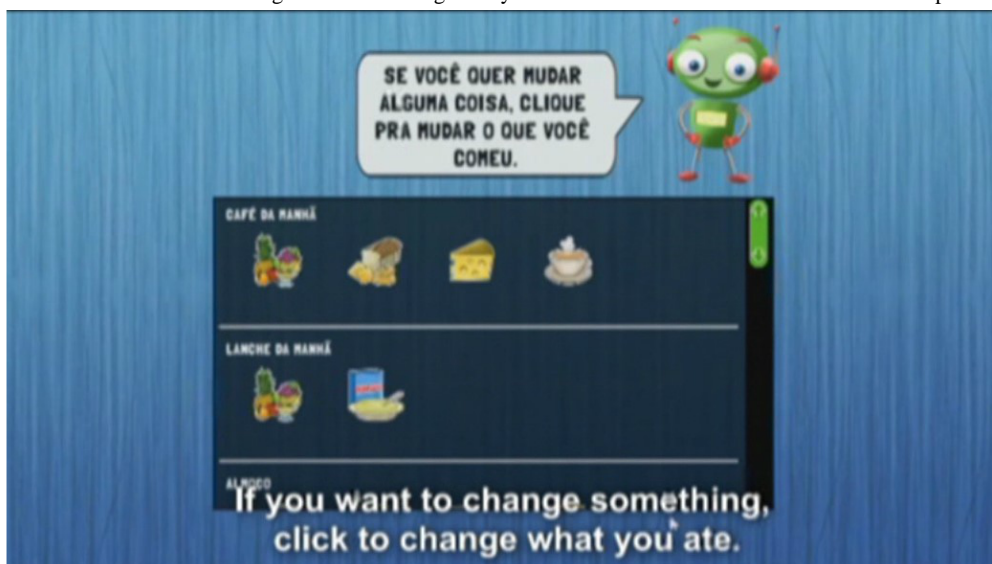 SE VOCÊ QUER MUDAR
ALGUMA COISA, CLIQUE
PRA MUDAR O QUE VOCÊ
COMEU.
CAFÉ DA MANHÃ
LANCHE DA MANHÃ
ALMOÇO
If you want to change something,
click to change what you ate.